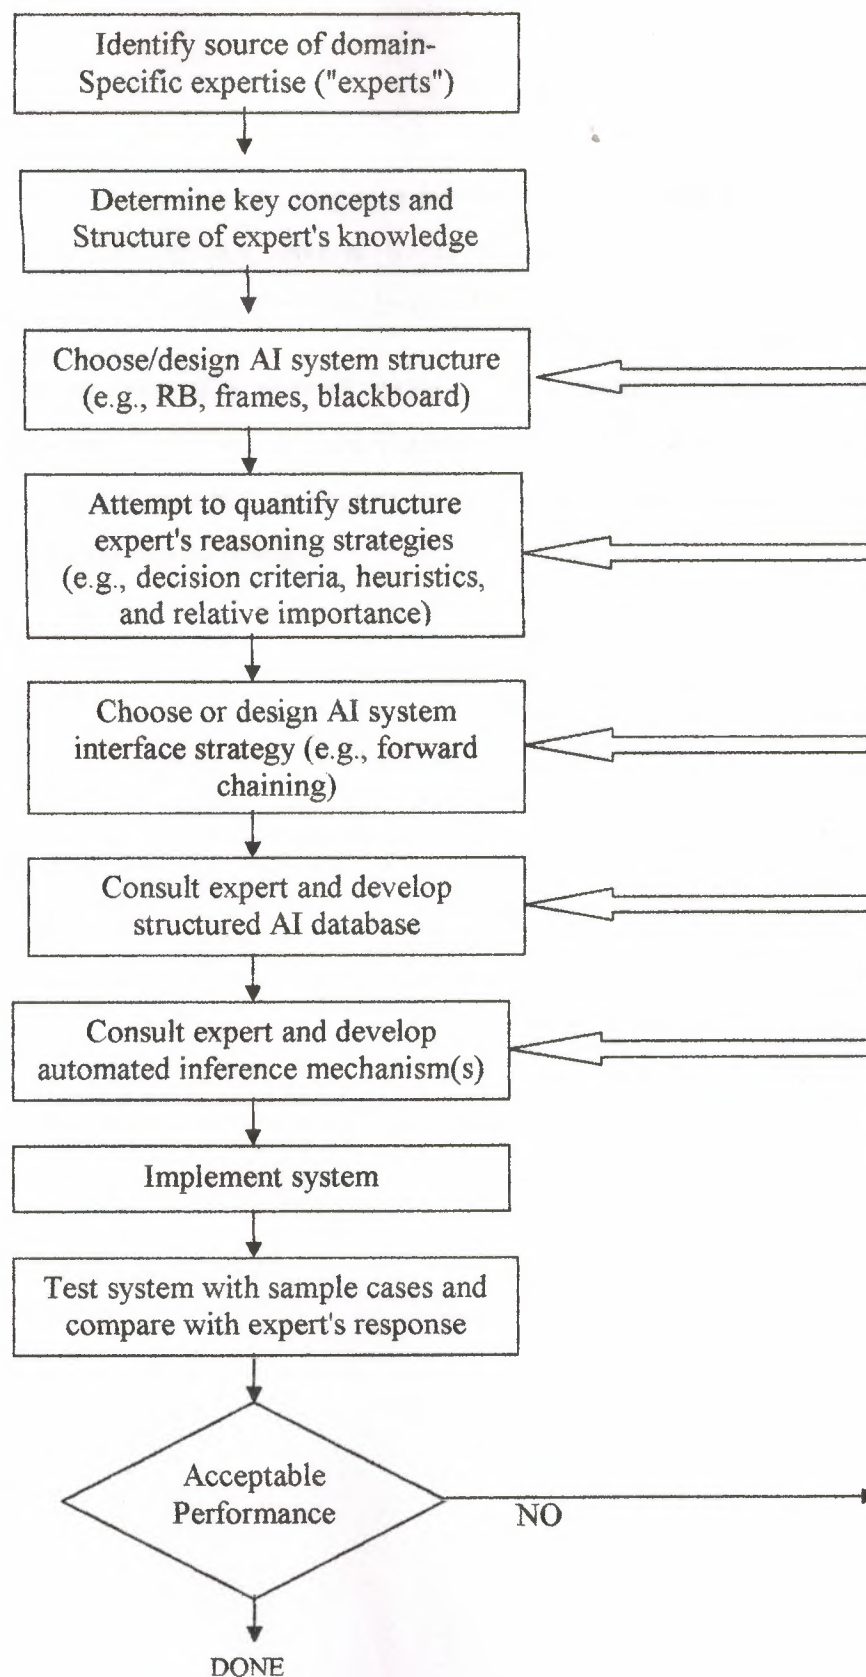 Identify source of domain-
Specific expertise ("experts")
Determine key concepts and
Structure of expert's knowledge
Choose/design AI system structure
(e.g., RB, frames, blackboard)
Attempt to quantify structure
expert's reasoning strategies
(e.g., decision criteria, heuristics,
and relative importance)
Choose or design AI system
interface strategy (e.g., forward
chaining)
Consult expert and develop
structured AI database
Consult expert and develop
automated inference mechanism(s)
Implement system
Test system with sample cases and
compare with expert's response
Acceptable
Performance
NO
DONE